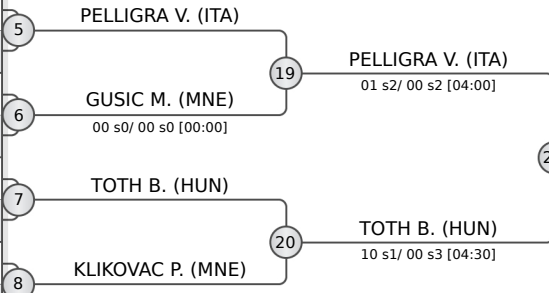 PELLIGRA V. (ITA)
5
PELLIGRA V. (ITA)
19
01 s2/ 00 s2 [04:00]
GUSIC M. (MNE)
6
00 s0/ 00 s0 [00:00]
2
TOTH B. (HUN)
7
TOTH B. (HUN)
20
10 s1/ 00 s3 [04:30]
KLIKOVAC P. (MNE)
8